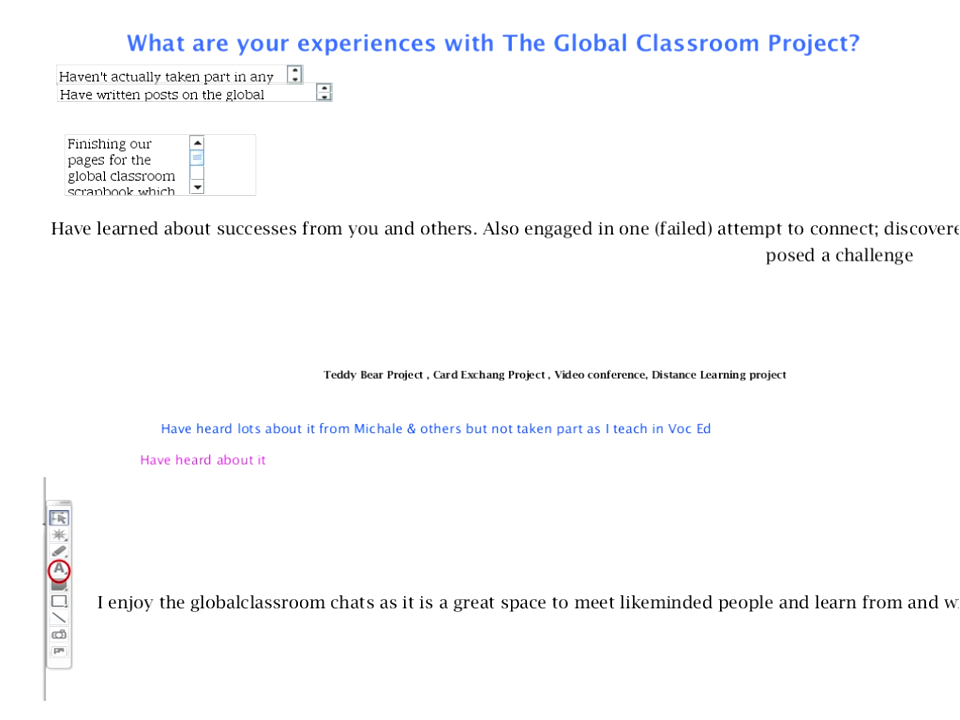 What are your experiences with The Global Classroom Project?
Haven't actually taken part in any
Have written posts on the global
Finishing our
pages for the
global classroom
scrapbook which
Have learned about successes from you and others. Also engaged in one (failed) attempt to connect; discovere
posed a challenge
Teddy Bear Project , Card Exchang Project , Video conference, Distance Learning project
Have heard lots about it from Michale & others but not taken part as I teach in Voc Ed
Have heard about it
A
I enjoy the globalclassroom chats as it is a great space to meet likeminded people and learn from and w